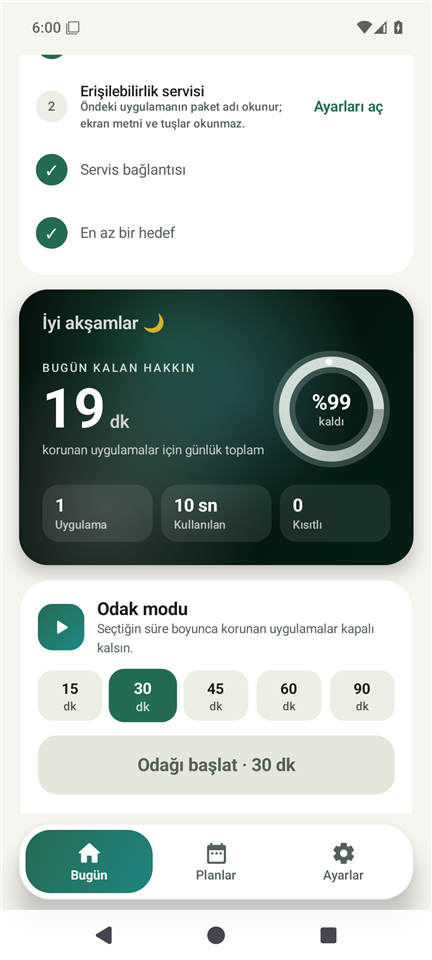 6:00
2
Erişilebilirlik servisi
Öndeki uygulamanın paket adı okunur;
ekran metni ve tuşlar okunmaz.
Ayarları aç
Servis bağlantısı
En az bir hedef
İyi akşamlar 🌙
BUGÜN KALAN HAKKIN
19 dk
korunan uygulamalar için günlük toplam
%99
kaldı
1
Uygulama
10 sn
Kullanılan
0
Kısıtlı
Odak modu
Seçtiğin süre boyunca korunan uygulamalar kapalı
kalsın.
15
dk
30
dk
45
dk
60
dk
90
dk
Odağı başlat · 30 dk
Bugün
Planlar
Ayarlar